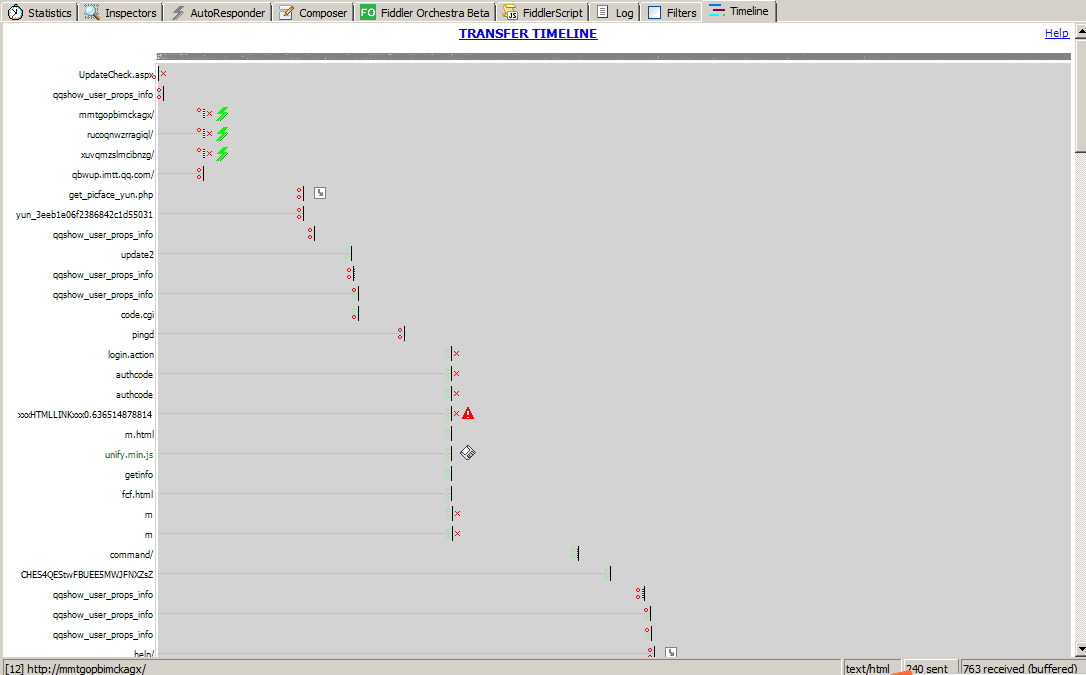 Statistics Inspectors AutoResponder Composer FO Fiddler Orchestra Beta JS FiddlerScript Log Filters Timeline
TRANSFER TIMELINE Help
UpdateCheck.aspx
qqshow_user_props_info
mmtgopbimckagx/
rucoqnwzrragiql/
xuvqmzslmcibnzg/
qbwup.imtt.qq.com/
get_picface_yun.php
yun_3eeb1e06f2386842c1d55031
qqshow_user_props_info
update2
qqshow_user_props_info
qqshow_user_props_info
code.cgi
pingd
login.action
authcode
authcode
xxxHTMLLINKxxx0.636514878814
m.html
unify.min.js
getinfo
fcf.html
m
m
command/
CHES4QEStwFBUEE5MWJFNXZsZ
qqshow_user_props_info
qqshow_user_props_info
qqshow_user_props_info
help/
[12] http://mmtgopbimckagx/ text/html 240 sent 763 received (buffered)